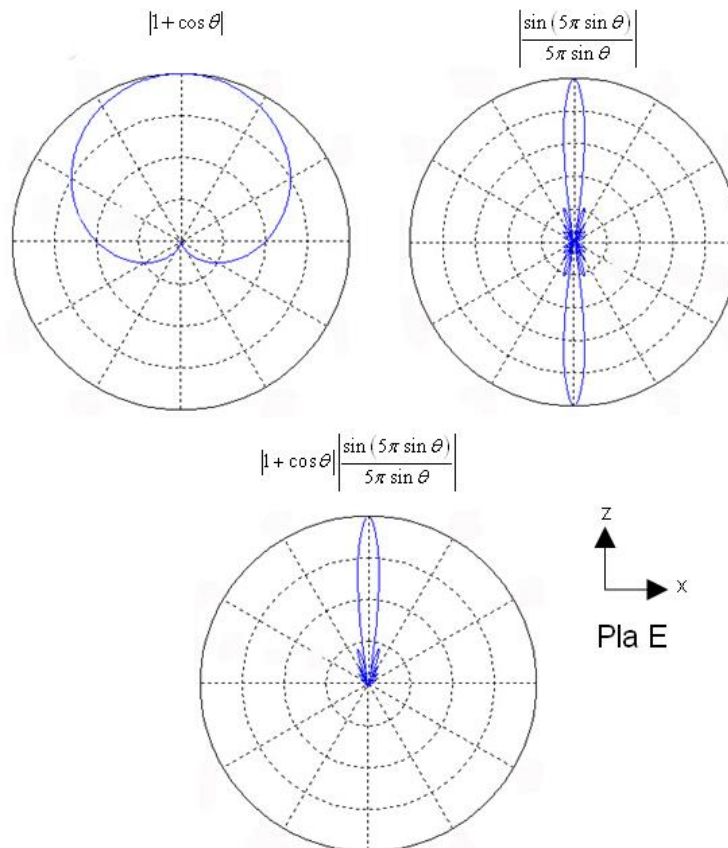 |1 + cos θ|
|sin (5π sin θ) / 5π sin θ|
|1 + cos θ| |sin (5π sin θ) / 5π sin θ|
Z
X
Pla E